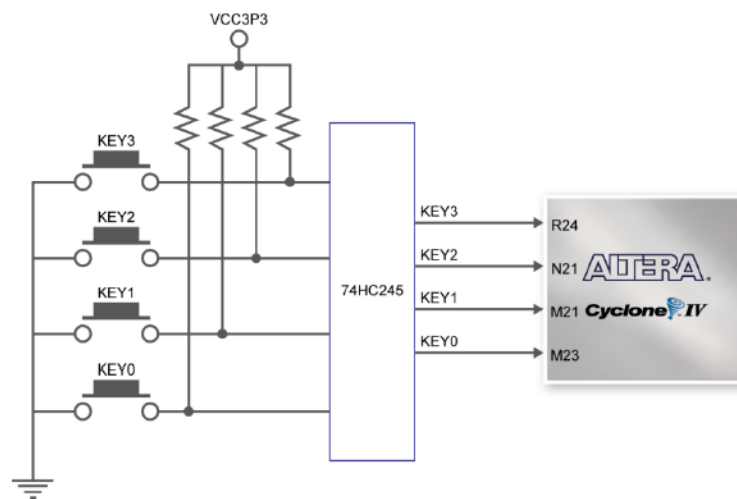 VCC3P3
KEY3
KEY2
KEY1
KEY0
74HC245
KEY3
KEY2
KEY1
KEY0
R24
N21
M21
M23
ALTERA.
Cyclone IV